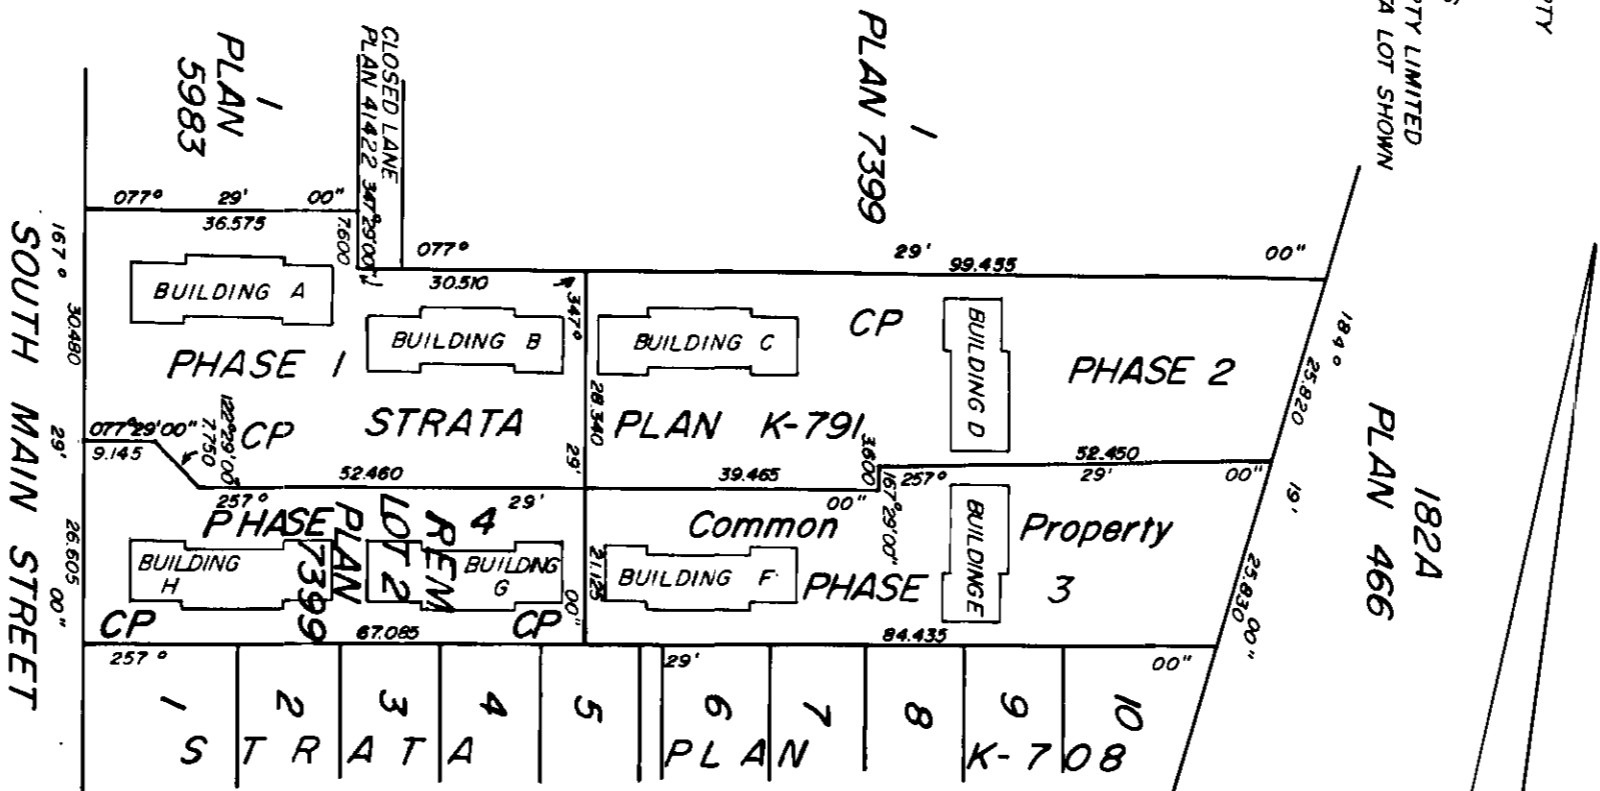 PTY
RTY LIMITED
A LOT SHOWN
1
PLAN
5983
CLOSED LANE
PLAN 41422
347°29'00"
1
PLAN 7399
077° 29' 00"
36.575
7.600
077° 29' 00"
30.510
99.455
167° 29' 00"
30.480
26.605
SOUTH MAIN STREET
BUILDING A
BUILDING B
BUILDING C
BUILDING D
CP
347° 29' 00"
28.340
21.125
PHASE 1
PHASE 2
184° 19' 00"
25.820
25.830
STRATA PLAN K-791
CP
077°29'00"
9.145
122°29'00"
7.750
52.460
257° 29' 00"
39.465
3.600
167°29'00"
257° 29' 00"
52.450
182A
PLAN 466
PHASE 4
REM
LOT 2
PLAN
7399
Common Property
PHASE 3
BUILDING
H
BUILDING
G
BUILDING F
BUILDING E
CP
CP
67.085
84.435
257° 29' 00"
1 2 3 4 5 6 7 8 9 10
STRATA PLAN K-708